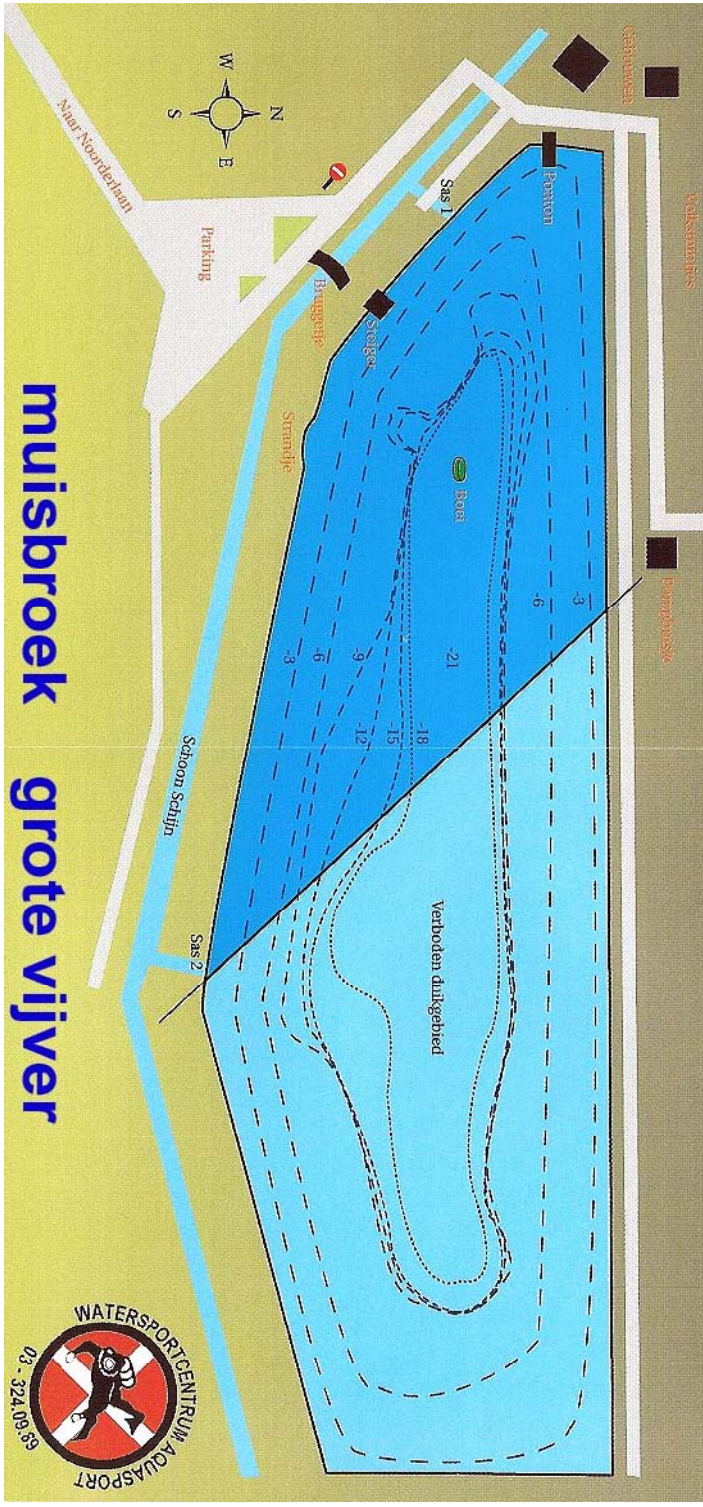 Gebouwen
Volkstuintjes
Ponton
Pomphuisje
Naar Noorderlaan
W
N
S
E
Sas 1
Parking
Bruggetje
Steiger
Strandje
Boei
-3
-6
-21
-3
-6
-9
-12
-15
-18
Verboden duikgebied
Schoon Schijn
Sas 2
muisbroek grote vijver
WATERSPORTCENTRUM AQUASPORT
03 - 324.09.89